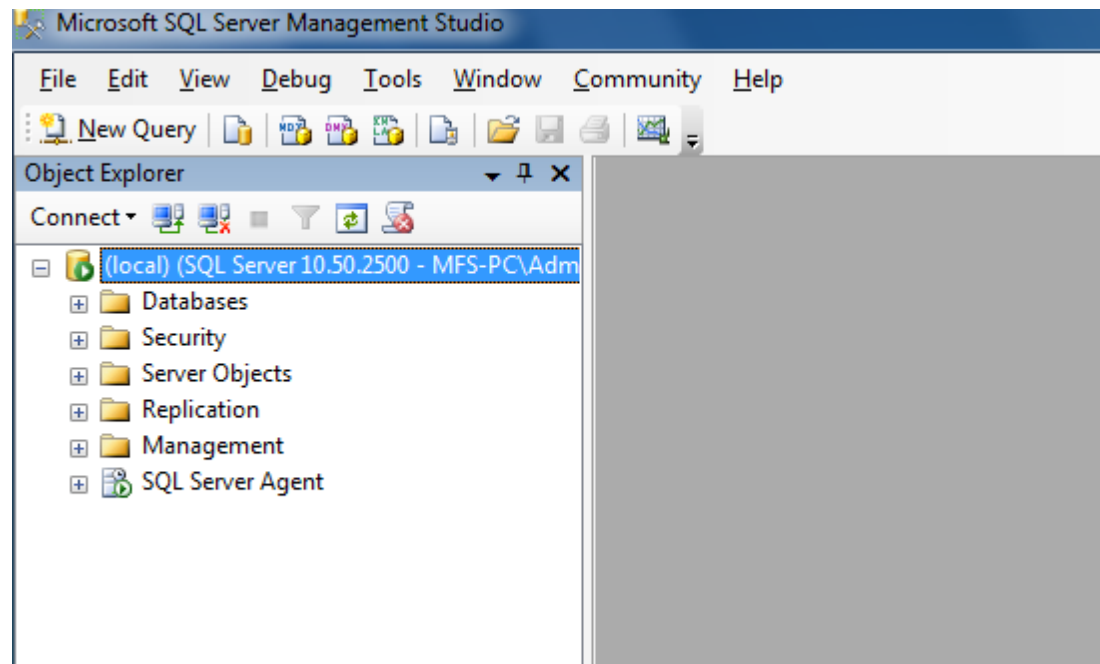 Microsoft SQL Server Management Studio
File Edit View Debug Tools Window Community Help
New Query
Object Explorer
Connect
(local) (SQL Server 10.50.2500 - MFS-PC\Adm
Databases
Security
Server Objects
Replication
Management
SQL Server Agent